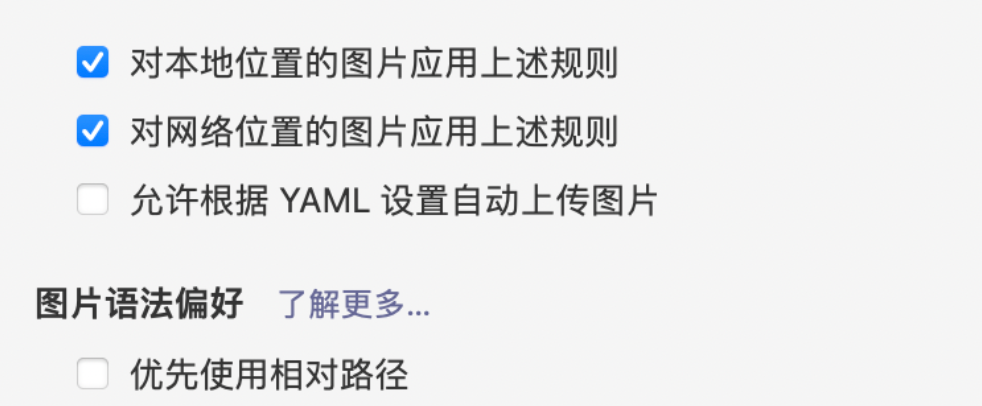 对本地位置的图片应用上述规则
对网络位置的图片应用上述规则
允许根据 YAML 设置自动上传图片
图片语法偏好 了解更多...
优先使用相对路径